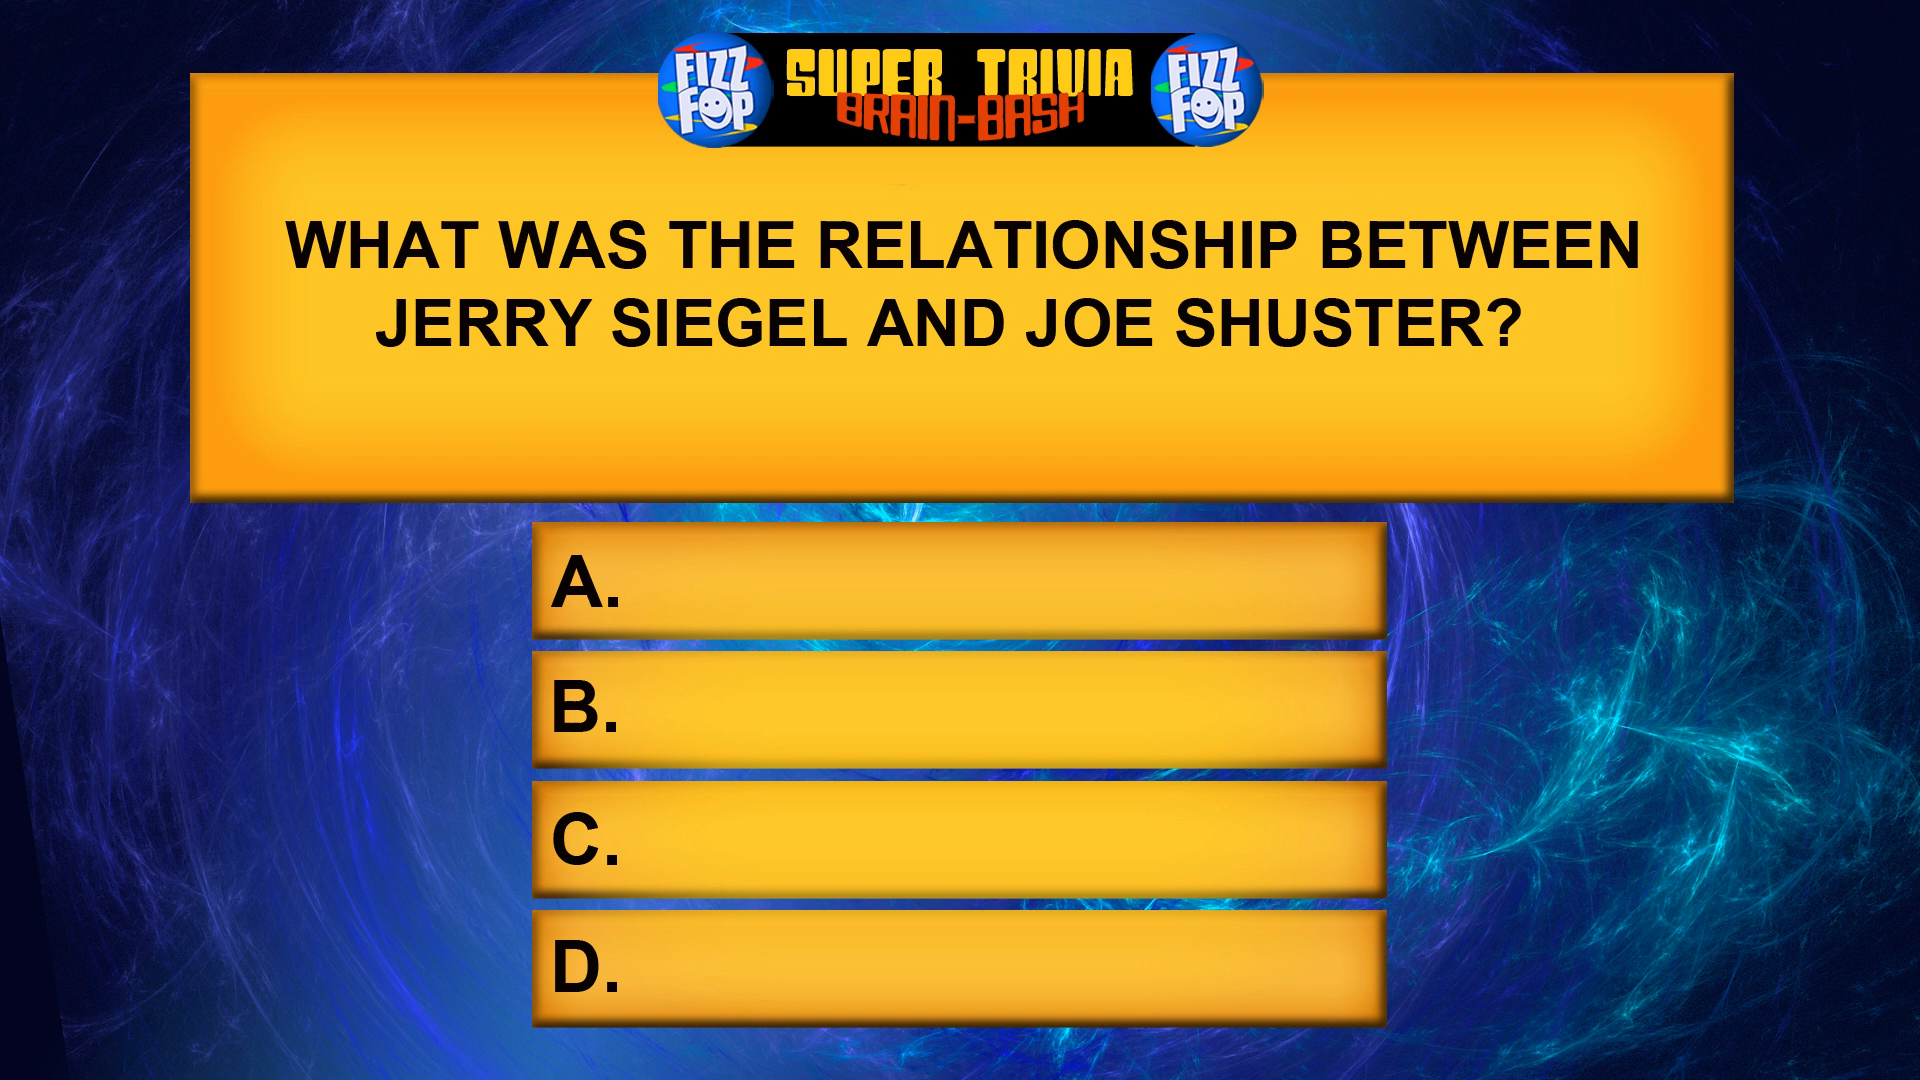 FIZZ
FOP
SUPER TRIVIA
BRAIN-BASH
FIZZ
FOP
WHAT WAS THE RELATIONSHIP BETWEEN
JERRY SIEGEL AND JOE SHUSTER?
A.
B.
C.
D.